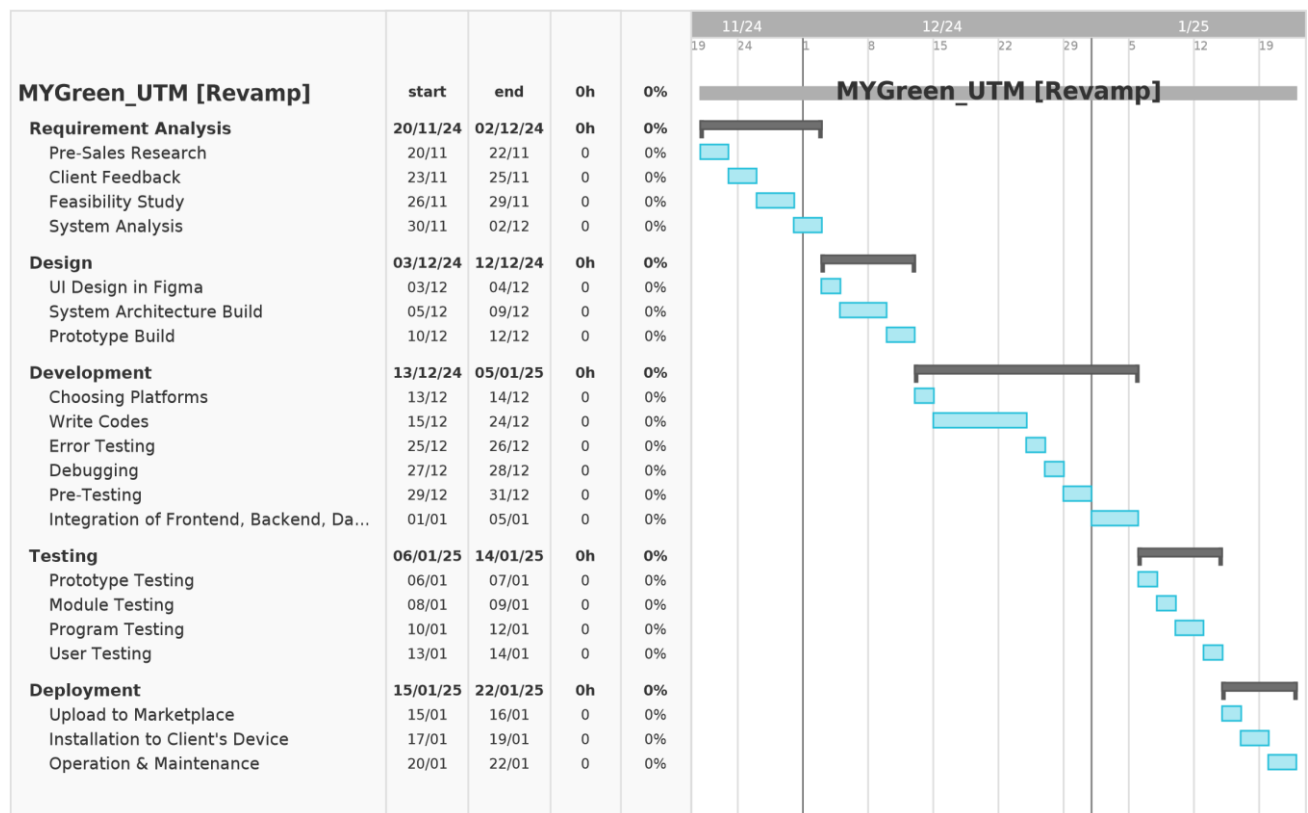 11/24 12/24 1/25
19 24 1 8 15 22 29 5 12 19
MYGreen_UTM [Revamp] start end 0h 0% MYGreen_UTM [Revamp]
Requirement Analysis 20/11/24 02/12/24 0h 0%
Pre-Sales Research 20/11 22/11 0 0%
Client Feedback 23/11 25/11 0 0%
Feasibility Study 26/11 29/11 0 0%
System Analysis 30/11 02/12 0 0%
Design 03/12/24 12/12/24 0h 0%
UI Design in Figma 03/12 04/12 0 0%
System Architecture Build 05/12 09/12 0 0%
Prototype Build 10/12 12/12 0 0%
Development 13/12/24 05/01/25 0h 0%
Choosing Platforms 13/12 14/12 0 0%
Write Codes 15/12 24/12 0 0%
Error Testing 25/12 26/12 0 0%
Debugging 27/12 28/12 0 0%
Pre-Testing 29/12 31/12 0 0%
Integration of Frontend, Backend, Da... 01/01 05/01 0 0%
Testing 06/01/25 14/01/25 0h 0%
Prototype Testing 06/01 07/01 0 0%
Module Testing 08/01 09/01 0 0%
Program Testing 10/01 12/01 0 0%
User Testing 13/01 14/01 0 0%
Deployment 15/01/25 22/01/25 0h 0%
Upload to Marketplace 15/01 16/01 0 0%
Installation to Client's Device 17/01 19/01 0 0%
Operation & Maintenance 20/01 22/01 0 0%